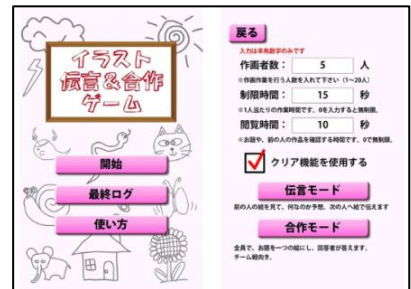 イラスト
伝言&合作
ゲーム
開始
最終ログ
使い方
戻る
入力は半角数字のみです
作画者数： 5 人
※作画作業を行う人数を入れて下さい（1～20人）
制限時間： 15 秒
※1人当たりの作業時間です、0を入力すると無制限。
閲覧時間： 10 秒
※お題や、前の人の作品を確認する時間です、0で無制限。
クリア機能を使用する
伝言モード
前の人の絵を見て、何なのか予想、次の人へ絵で伝えます
合作モード
全員で、お題を一つの絵にし、回答者が答えます。
チーム戦向き。